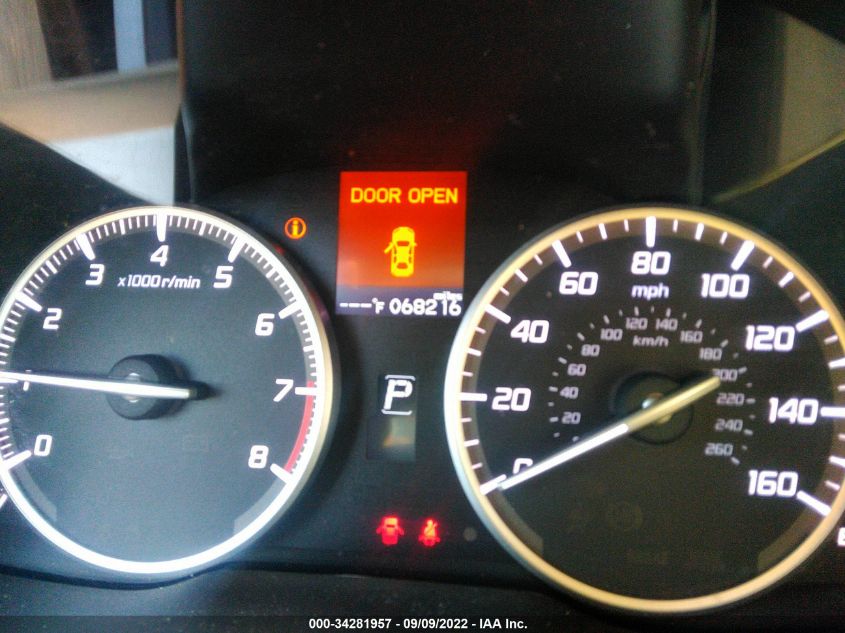 DOOR OPEN
miles
---°F 068216
x1000r/min
0 1 2 3 4 5 6 7 8
P
mph
0 20 40 60 80 100 120 140 160
km/h
20 40 60 80 100 120 140 160 180 200 220 240 260
000-34281957 - 09/09/2022 - IAA Inc.